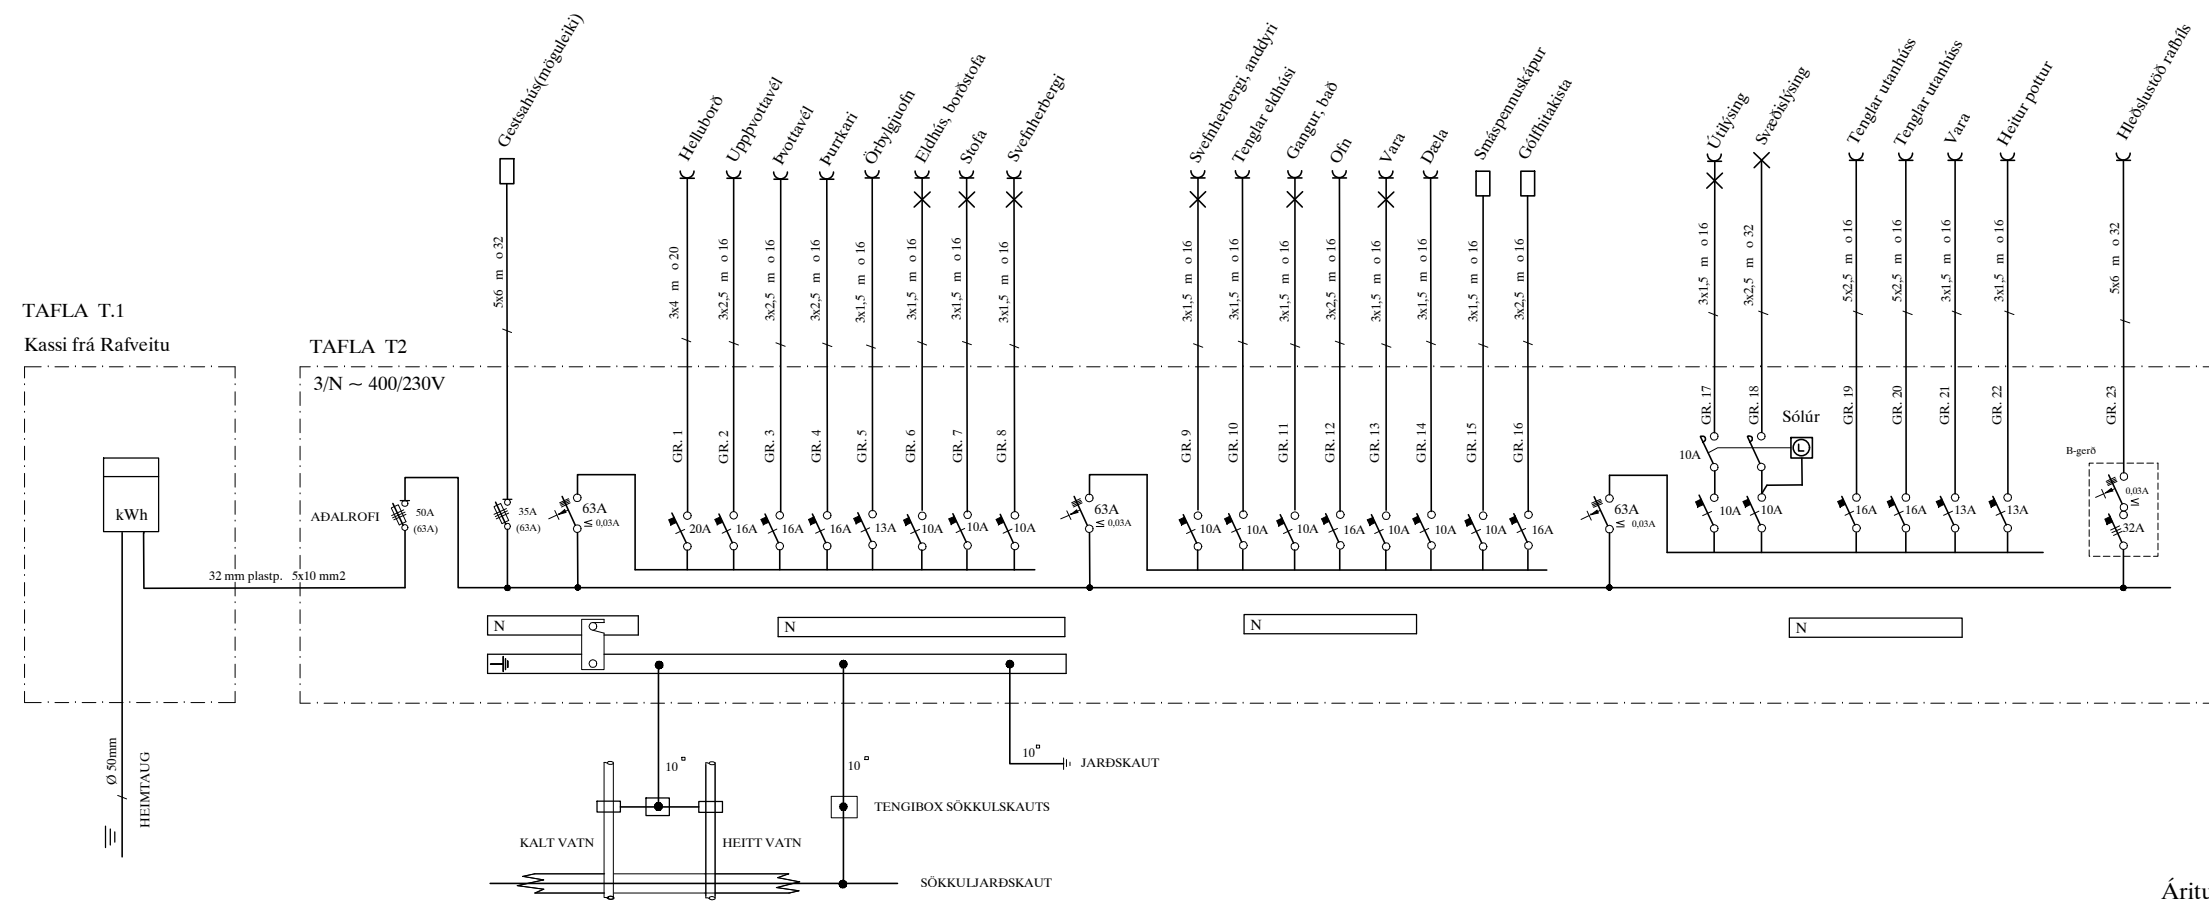 Gestsahús(möguleiki)
Helluborð
Uppþvottavél
Þvottavél
Þurrkari
Örbylgjuofn
Eldhús, borðstofa
Stofa
Svefnherbergi
Svefnherbergi, anddyri
Tenglar eldhúsi
Gangur, bað
Ofn
Vara
Dæla
Smáspennuskápur
Gólfhitakista
Útilýsing
Svæðislýsing
Tenglar utanhúss
Tenglar utanhúss
Vara
Heitur pottur
Hleðslustöð rafbíls
5x6 m o 32
3x4 m o 20
3x2,5 m o 16
3x2,5 m o 16
3x2,5 m o 16
3x1,5 m o 16
3x1,5 m o 16
3x1,5 m o 16
3x1,5 m o 16
3x1,5 m o 16
3x1,5 m o 16
3x1,5 m o 16
3x2,5 m o 16
3x1,5 m o 16
3x1,5 m o 16
3x1,5 m o 16
3x2,5 m o 16
3x1,5 m o 16
3x2,5 m o 32
5x2,5 m o 16
5x2,5 m o 16
3x1,5 m o 16
3x1,5 m o 16
5x6 m o 32
TAFLA T.1
Kassi frá Rafveitu
TAFLA T2
3/N ~ 400/230V
GR. 1
GR. 2
GR. 3
GR. 4
GR. 5
GR. 6
GR. 7
GR. 8
GR. 9
GR. 10
GR. 11
GR. 12
GR. 13
GR. 14
GR. 15
GR. 16
GR. 17
GR. 18
GR. 19
GR. 20
GR. 21
GR. 22
GR. 23
Sólúr
L
10A
B-gerð
kWh
AÐALROFI
50A
(63A)
35A
(63A)
63A
≤ 0,03A
20A
16A
16A
16A
13A
10A
10A
10A
63A
≤ 0,03A
10A
10A
10A
16A
10A
10A
10A
16A
63A
≤ 0,03A
10A
10A
16A
16A
13A
13A
0,03A
≤
32A
32 mm plastp. 5x10 mm2
N
N
N
N
Ø 50mm
HEIMTAUG
10
10
10
JARÐSKAUT
TENGIBOX SÖKKULSKAUTS
KALT VATN
HEITT VATN
SÖKKULJARÐSKAUT
Áritu